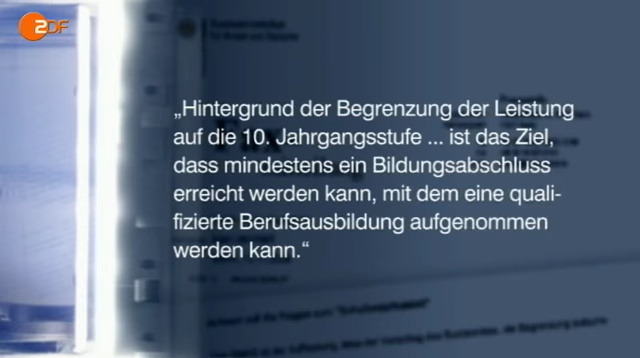 ZDF
„Hintergrund der Begrenzung der Leistung
auf die 10. Jahrgangsstufe ... ist das Ziel,
dass mindestens ein Bildungsabschluss
erreicht werden kann, mit dem eine quali-
fizierte Berufsausbildung aufgenommen
werden kann.“